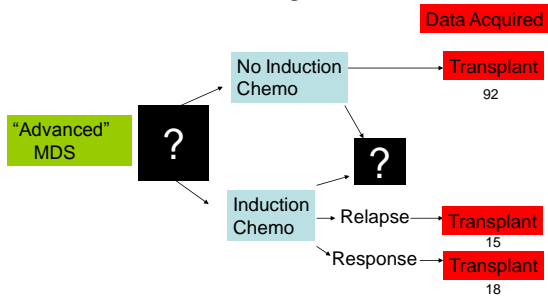 Data Acquired
No Induction
Chemo
Transplant
92
“Advanced”
MDS
?
?
Induction
Chemo
Relapse
Transplant
15
Response
Transplant
18